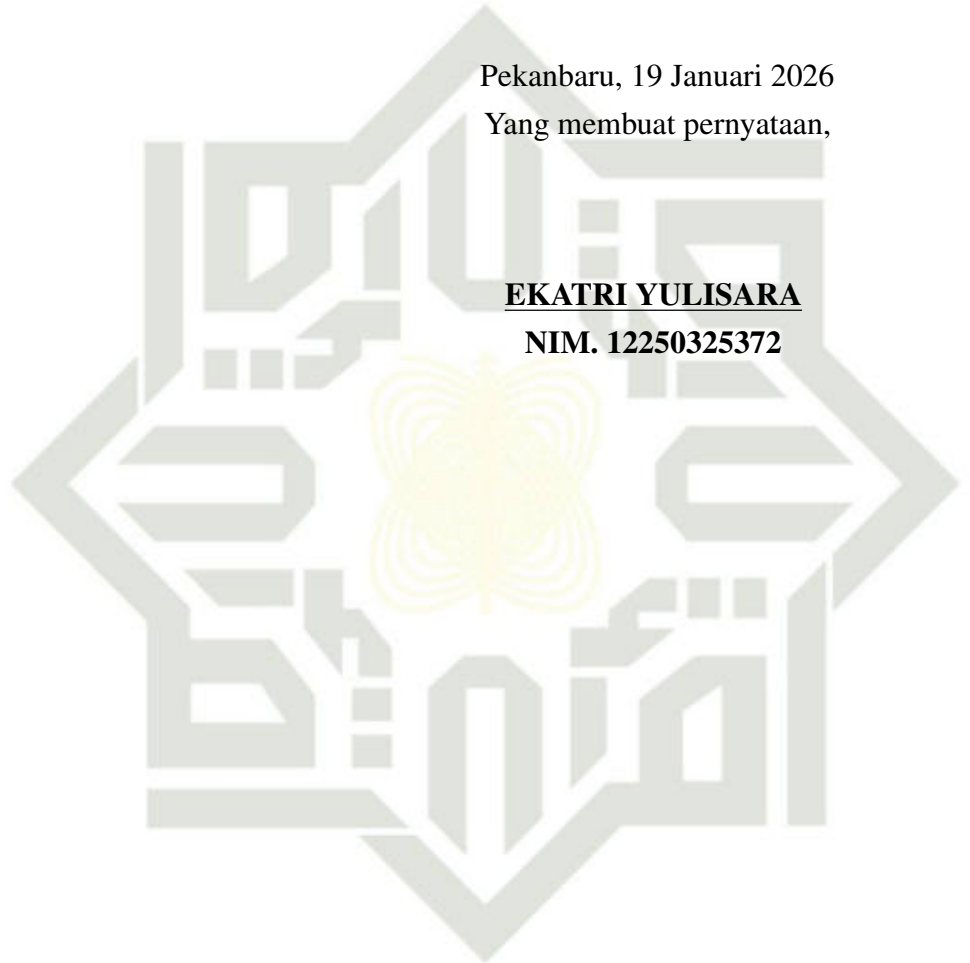 Pekanbaru, 19 Januari 2026
Yang membuat pernyataan,
EKATRI YULISARA
NIM. 12250325372